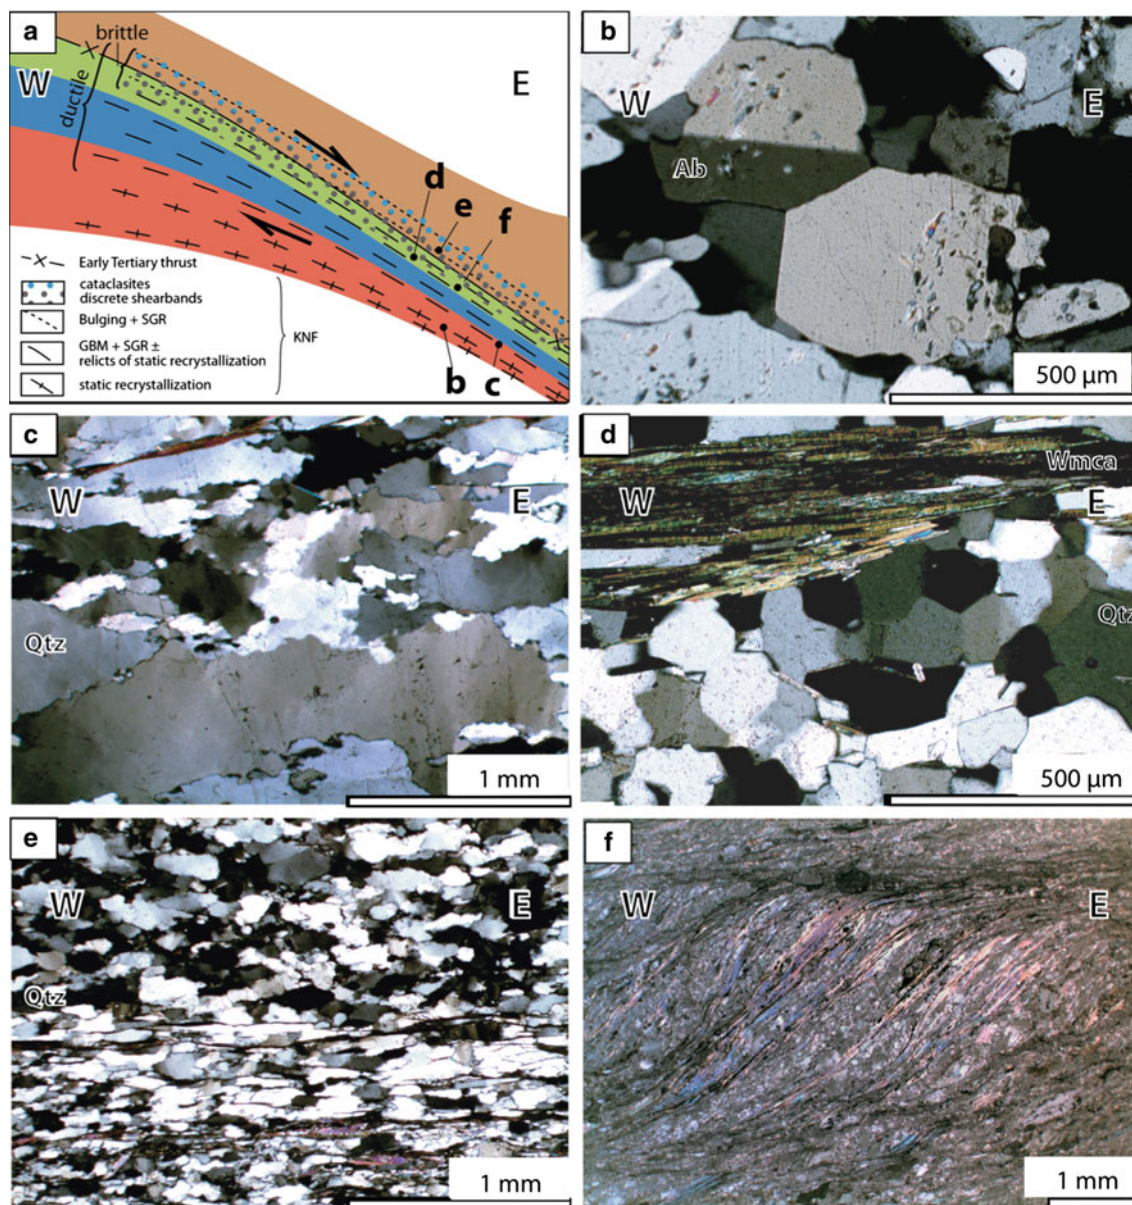 a
brittle
W
ductile
E
d
e
f
Early Tertiary thrust
cataclasites
discrete shearbands
Bulging + SGR
GBM + SGR ±
relicts of static recrystallization
static recrystallization
KNF
b
c
b
W
E
Ab
500 µm
c
W
E
Qtz
1 mm
d
Wmca
W
E
Qtz
500 µm
e
W
E
Qtz
1 mm
f
W
E
1 mm